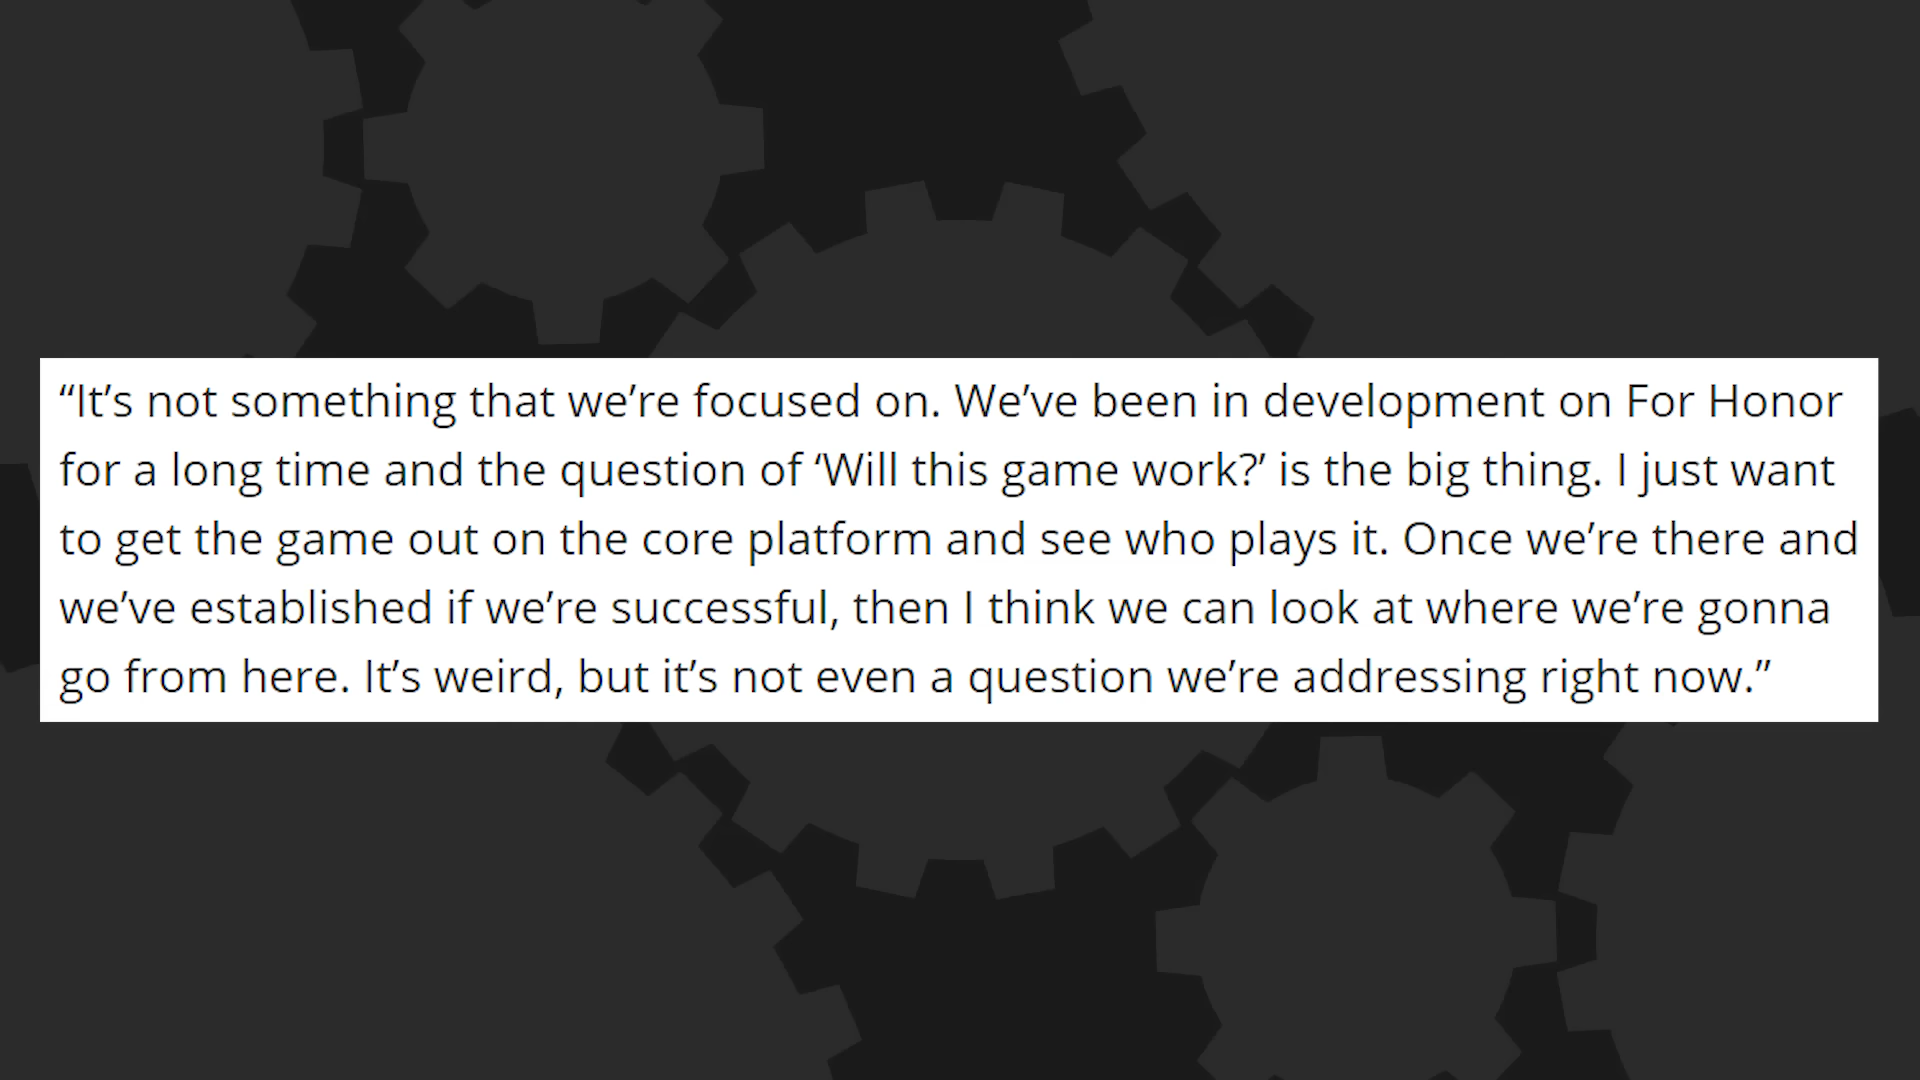 “It’s not something that we’re focused on. We’ve been in development on For Honor
for a long time and the question of ‘Will this game work?’ is the big thing. I just want
to get the game out on the core platform and see who plays it. Once we’re there and
we’ve established if we’re successful, then I think we can look at where we’re gonna
go from here. It’s weird, but it’s not even a question we’re addressing right now.”